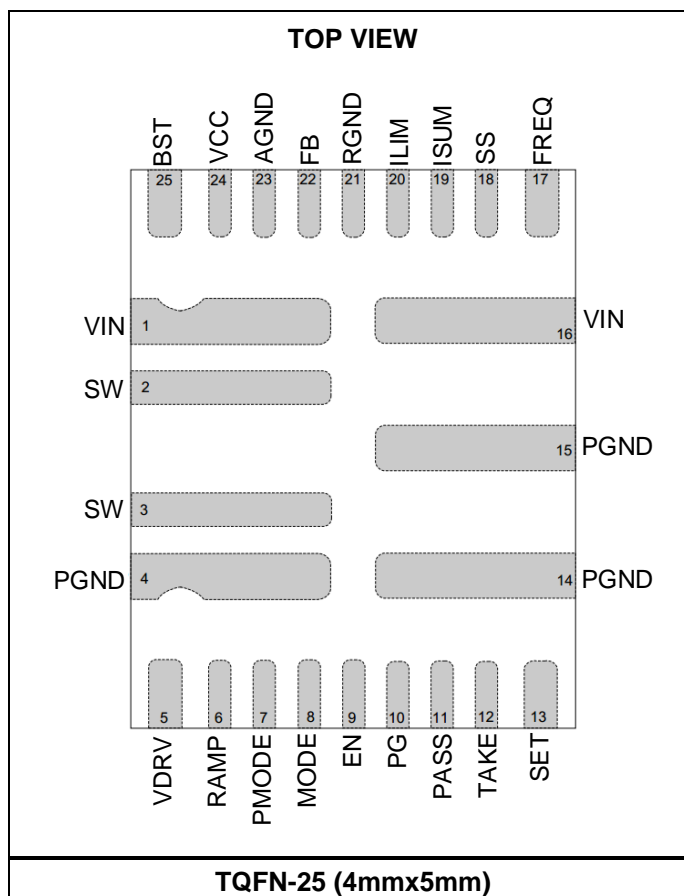 TOP VIEW
BST VCC AGND FB RGND ILIM ISUM SS FREQ
25 24 23 22 21 20 19 18 17
VIN 1 16 VIN
SW 2
15 PGND
SW 3
PGND 4 14 PGND
5 6 7 8 9 10 11 12 13
VDRV RAMP PMODE MODE EN PG PASS TAKE SET
TQFN-25 (4mmx5mm)